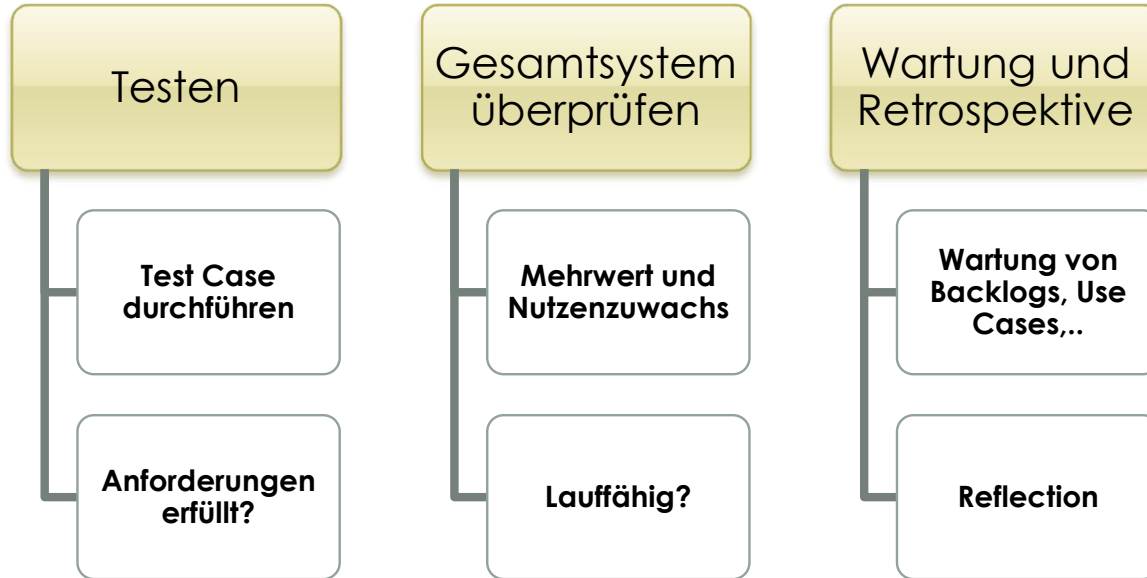 Testen
Test Case
durchführen
Anforderungen
erfüllt?
Gesamtsystem
überprüfen
Mehrwert und
Nutzenzuwachs
Lauffähig?
Wartung und
Retrospektive
Wartung von
Backlogs, Use
Cases,..
Reflection